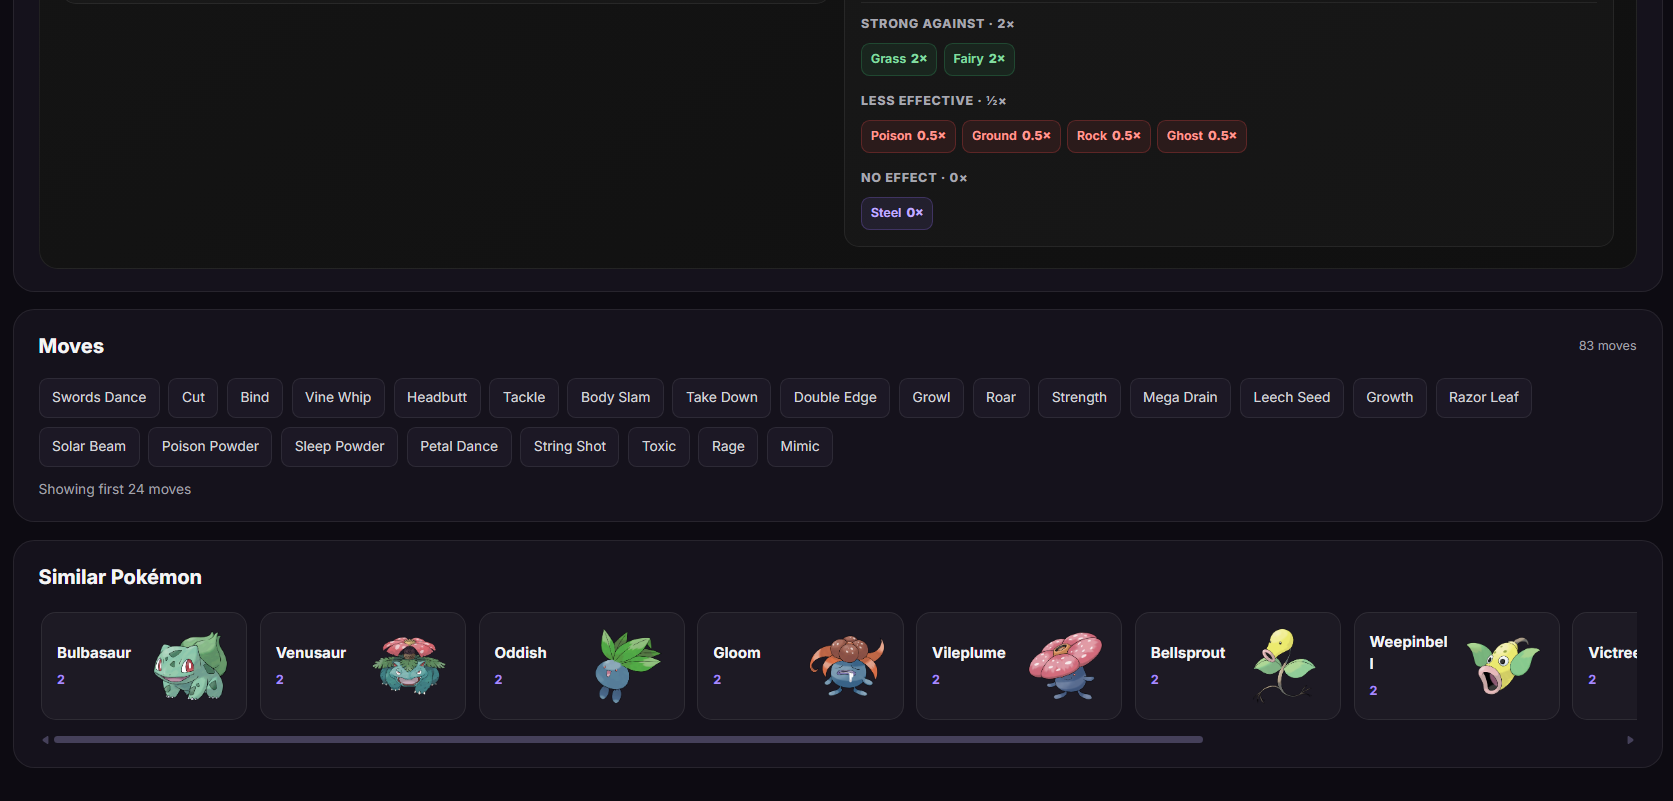 STRONG AGAINST · 2×
Grass 2× Fairy 2×
LESS EFFECTIVE · ½×
Poison 0.5× Ground 0.5× Rock 0.5× Ghost 0.5×
NO EFFECT · 0×
Steel 0×
Moves
83 moves
Swords Dance Cut Bind Vine Whip Headbutt Tackle Body Slam Take Down Double Edge Growl Roar Strength Mega Drain Leech Seed Growth Razor Leaf
Solar Beam Poison Powder Sleep Powder Petal Dance String Shot Toxic Rage Mimic
Showing first 24 moves
Similar Pokémon
Bulbasaur
2
Venusaur
2
Oddish
2
Gloom
2
Vileplume
2
Bellsprout
2
Weepinbel
l
2
Victree
2